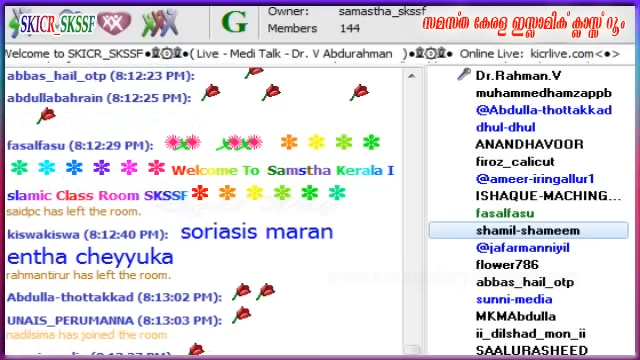 SKICR_SKSSF
G
Owner: samastha_skssf
Members 144
സമസ്ത കേരള ഇസ്ലാമിക് ക്ലാസ്സ് റൂം
Welcome to SKICR_SKSSF ( Live - Medi Talk - Dr. V Abdurahman ) Online Live: kicrlive.com <
abbas_hail_otp (8:12:23 PM):
abdullabahrain (8:12:25 PM):
fasalfasu (8:12:29 PM):
Welcome To Samstha Kerala I
slamic Class Room SKSSF
saidpc has left the room.
kiswakiswa (8:12:40 PM): soriasis maran
entha cheyyuka
rahmantirur has left the room.
Abdulla-thottakkad (8:13:02 PM):
UNAIS_PERUMANNA (8:13:03 PM):
nadilsima has joined the room
Dr.Rahman.V
muhammedhamzappb
@Abdulla-thottakkad
dhul-dhul
ANANDHAVOOR
firoz_calicut
@ameer-iringallur1
ISHAQUE-MACHING...
fasalfasu
shamil-shameem
@jafarmanniyil
flower786
abbas_hail_otp
sunni-media
MKMAbdulla
ii_dilshad_mon_ii
SAALURASHEED